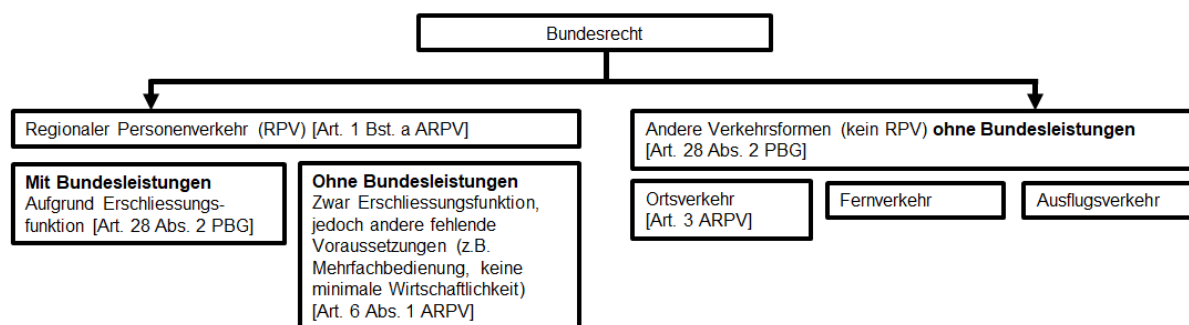 Bundesrecht
Regionaler Personenverkehr (RPV) [Art. 1 Bst. a ARPV]
Andere Verkehrsformen (kein RPV) ohne Bundesleistungen
[Art. 28 Abs. 2 PBG]
Mit Bundesleistungen
Aufgrund Erschliessungs-
funktion [Art. 28 Abs. 2 PBG]
Ohne Bundesleistungen
Zwar Erschliessungsfunktion,
jedoch andere fehlende
Voraussetzungen (z.B.
Mehrfachbedienung, keine
minimale Wirtschaftlichkeit)
[Art. 6 Abs. 1 ARPV]
Ortsverkehr
[Art. 3 ARPV]
Fernverkehr
Ausflugsverkehr